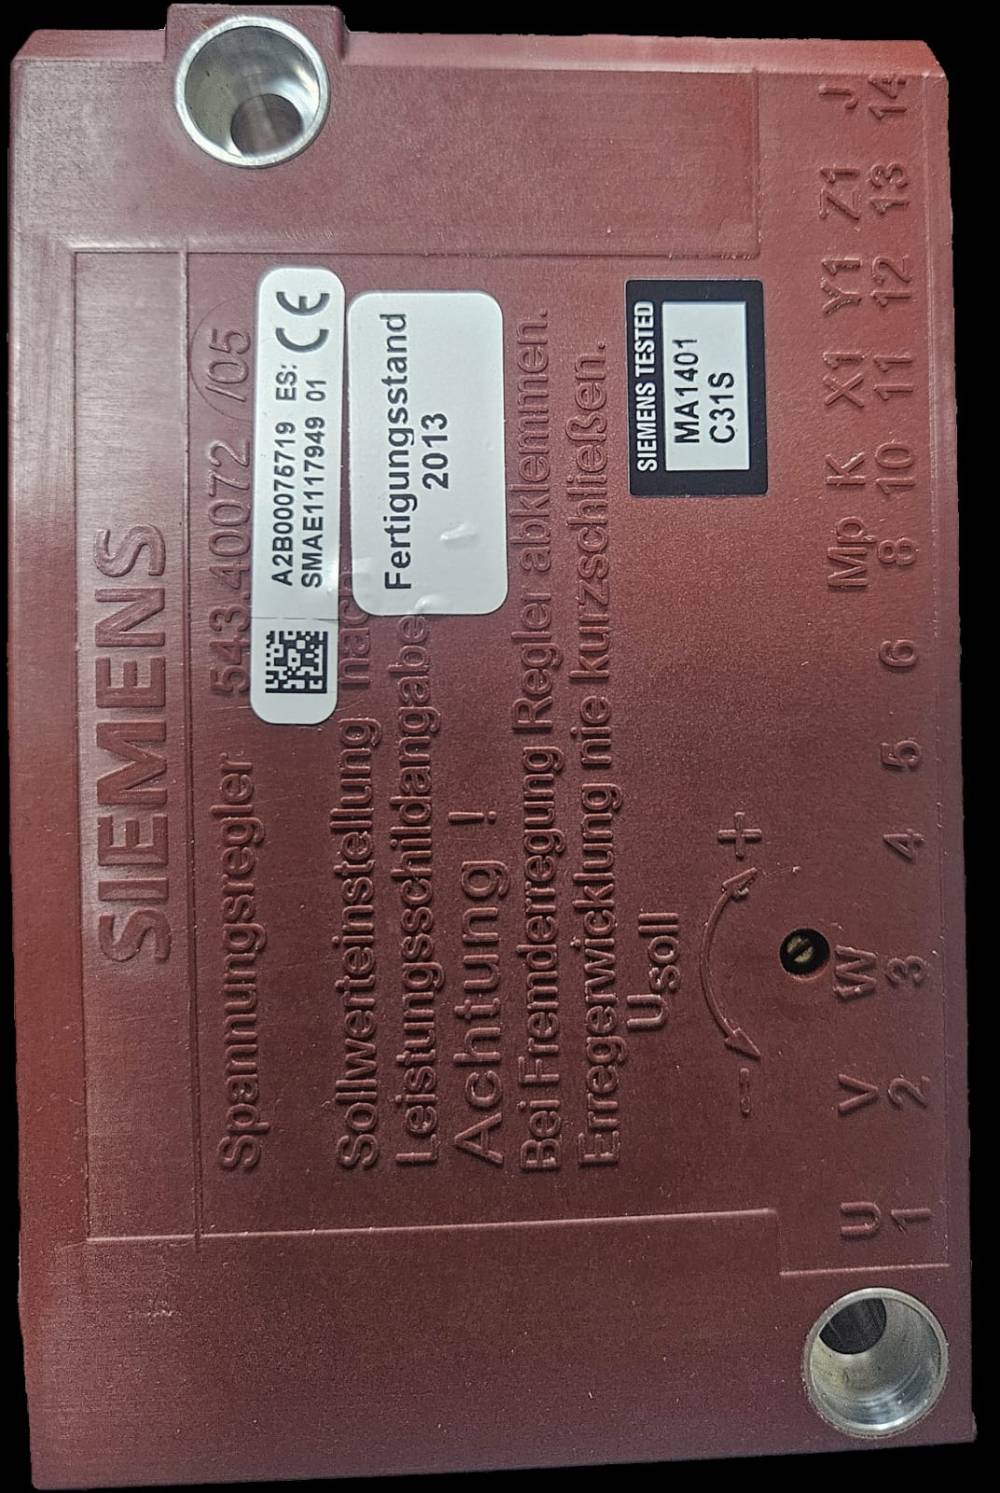 SIEMENS
Spannungsregler 543.40072 /05
A2B00076719 ES:
SMAE1117949 01
CE
Sollwerteinstellung nach
Leistungsschildangabe
Fertigungsstand
2013
Achtung !
Bei Fremderregung Regler abklemmen.
Erregerwicklung nie kurzschließen.
SIEMENS TESTED
MA1401
C31S
Usoll
- +
U V W Mp K X1 Y1 Z1 J
1 2 3 4 5 6 8 10 11 12 13 14